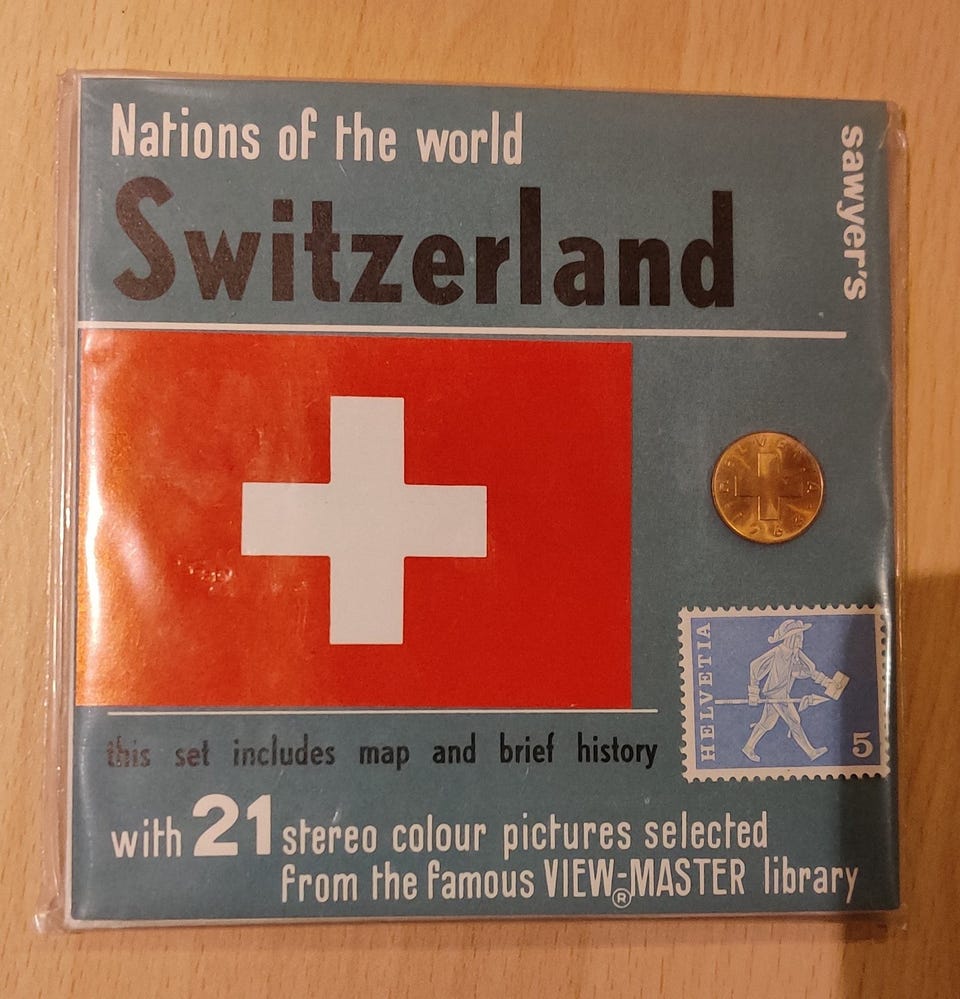 Nations of the world
Switzerland
sawyer's
HELVETIA
HELVETIA
5
this set includes map and brief history
with 21 stereo colour pictures selected
from the famous VIEW-MASTER library
®